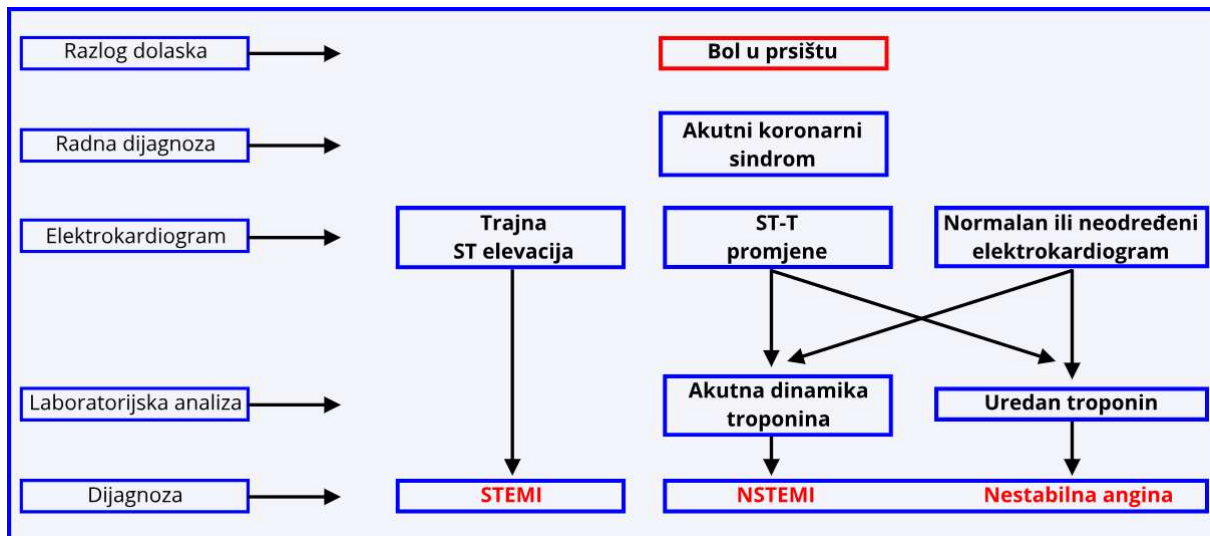 Razlog dolaska
Bol u prsištu
Radna dijagnoza
Akutni koronarni
sindrom
Elektrokardiogram
Trajna
ST elevacija
ST-T
promjene
Normalan ili neodređeni
elektrokardiogram
Laboratorijska analiza
Akutna dinamika
troponina
Uredan troponin
Dijagnoza
STEMI
NSTEMI
Nestabilna angina